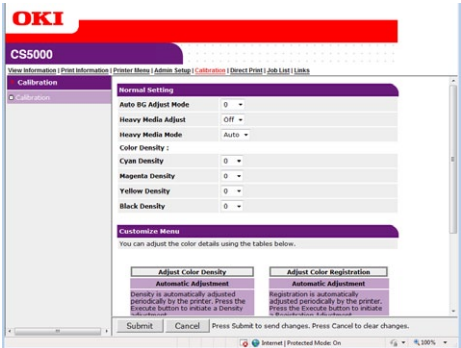 OKI
CS5000
View Information | Print Information | Printer Menu | Admin Setup | Calibration | Direct Print | Job List | Links
Calibration
Calibration
Normal Setting
Auto BG Adjust Mode 0
Heavy Media Adjust Off
Heavy Media Mode Auto
Color Density :
Cyan Density 0
Magenta Density 0
Yellow Density 0
Black Density 0
Customize Menu
You can adjust the color details using the tables below.
Adjust Color Density
Automatic Adjustment
Density is automatically adjusted
periodically by the printer. Press the
Execute button to initiate a Density
Adjust Color Registration
Automatic Adjustment
Registration is automatically
adjusted periodically by the printer.
Press the Execute button to initiate
Submit Cancel Press Submit to send changes. Press Cancel to clear changes.
Internet | Protected Mode: On 100%